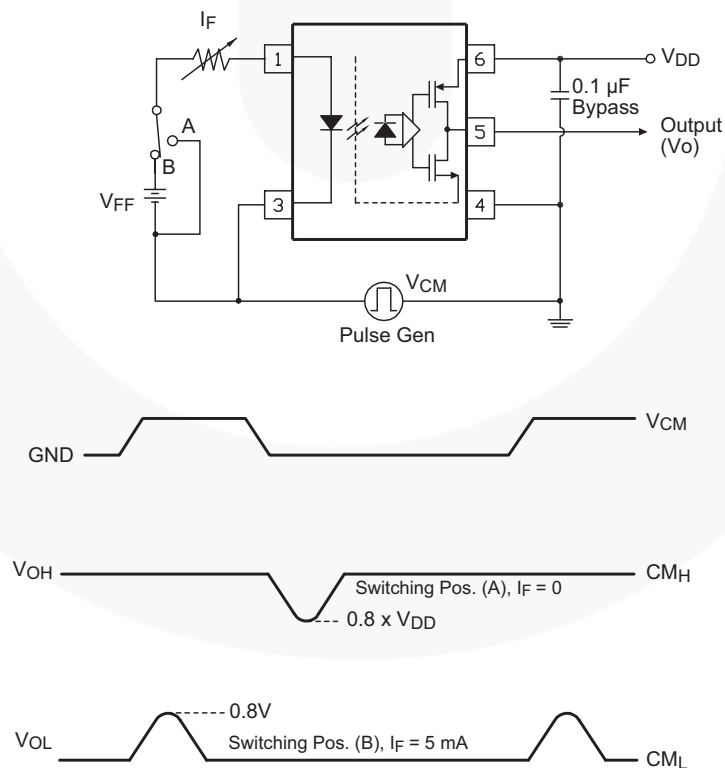 IF
1
6
VDD
0.1 µF
Bypass
A
5
Output
(Vo)
B
VFF
3
4
VCM
Pulse Gen
VCM
GND
VOH
Switching Pos. (A), IF = 0
CMH
0.8 x VDD
0.8V
VOL
Switching Pos. (B), IF = 5 mA
CML